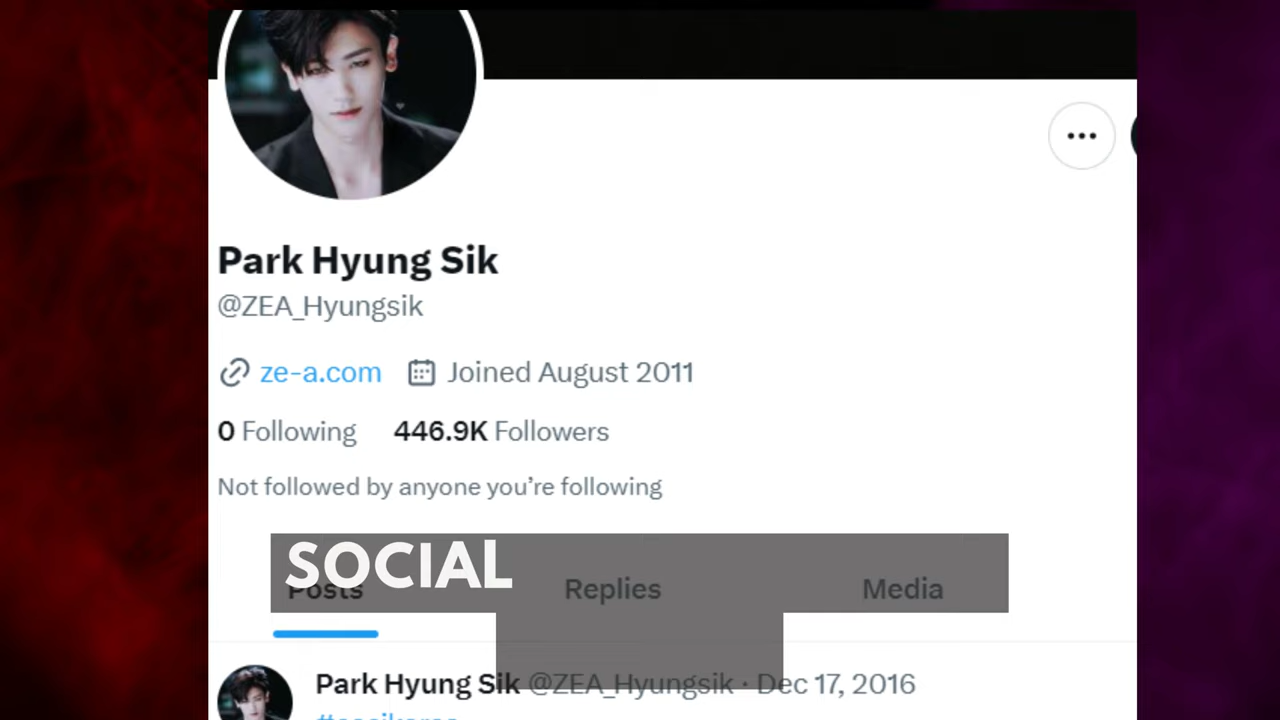 Park Hyung Sik
@ZEA_Hyungsik
ze-a.com Joined August 2011
0 Following 446.9K Followers
Not followed by anyone you're following
SOCIAL
Posts Replies Media
Park Hyung Sik @ZEA_Hyungsik · Dec 17, 2016